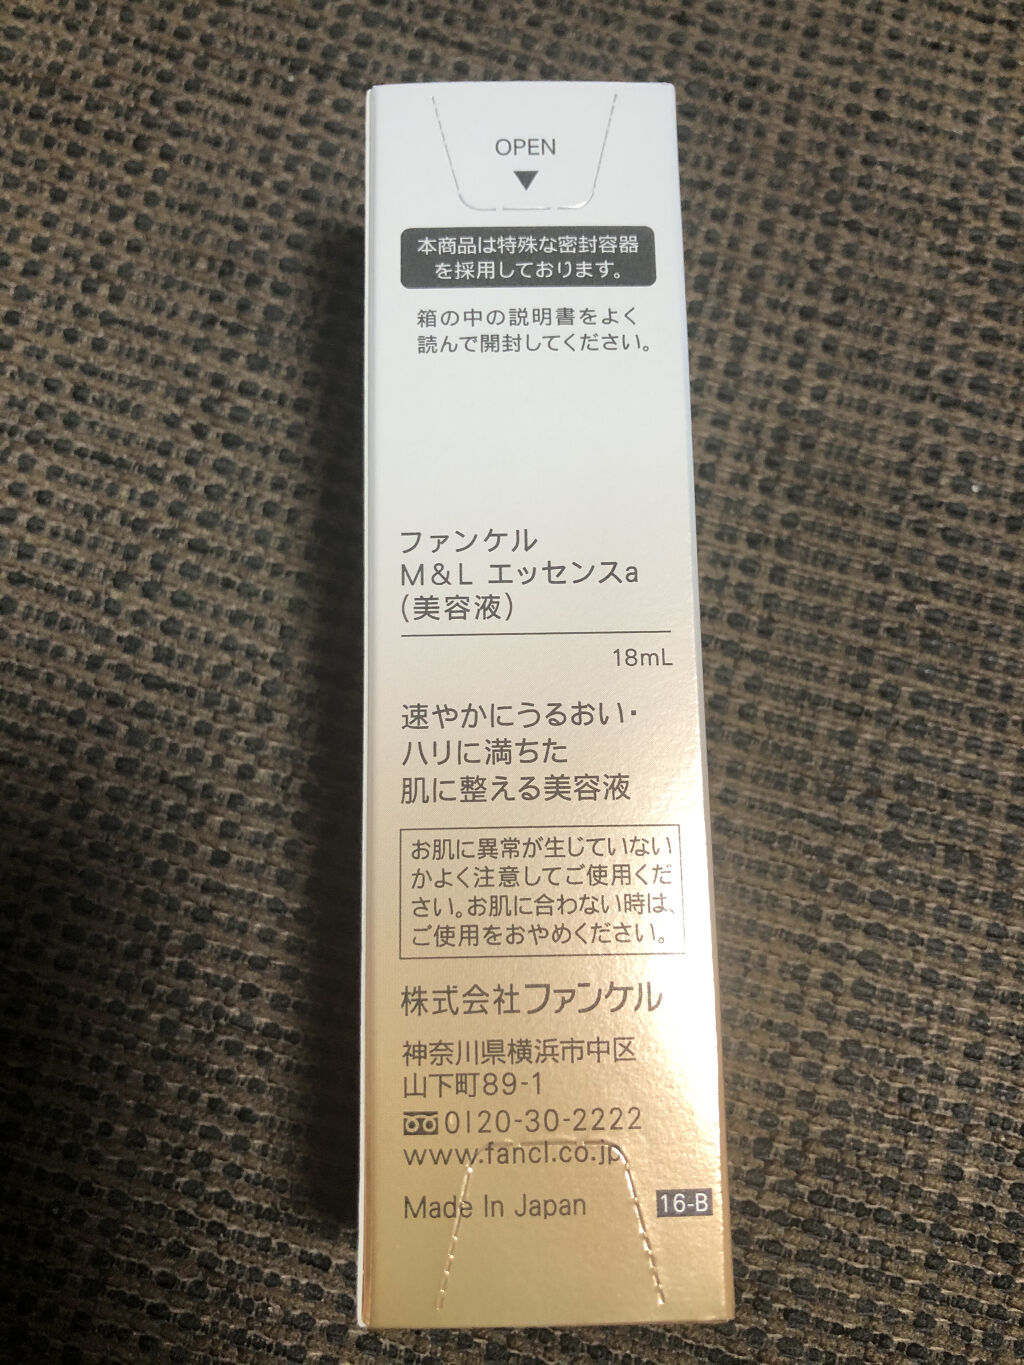 OPEN
▼
本商品は特殊な密封容器
を採用しております。
箱の中の説明書をよく
読んで開封してください。
ファンケル
M&L エッセンスa
(美容液)
18mL
速やかにうるおい・
ハリに満ちた
肌に整える美容液
お肌に異常が生じていない
かよく注意してご使用くだ
さい。お肌に合わない時は、
ご使用をおやめください。
株式会社ファンケル
神奈川県横浜市中区
山下町89-1
0120-30-2222
www.fancl.co.jp
Made In Japan
16-B